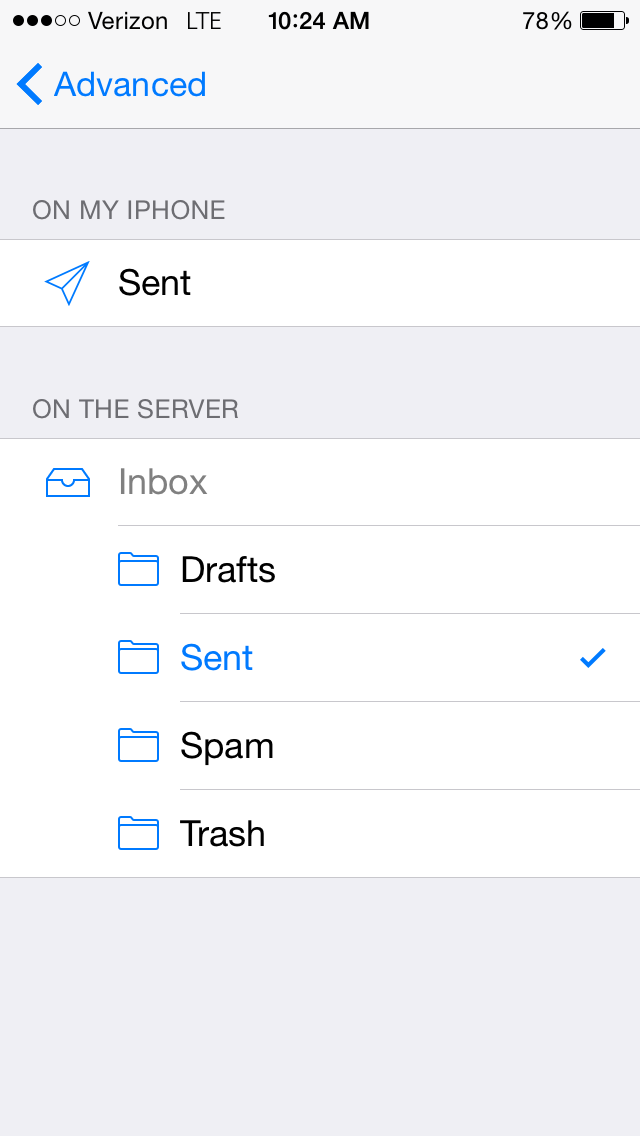 Verizon LTE 10:24 AM 78%
Advanced
ON MY IPHONE
Sent
ON THE SERVER
Inbox
Drafts
Sent
Spam
Trash